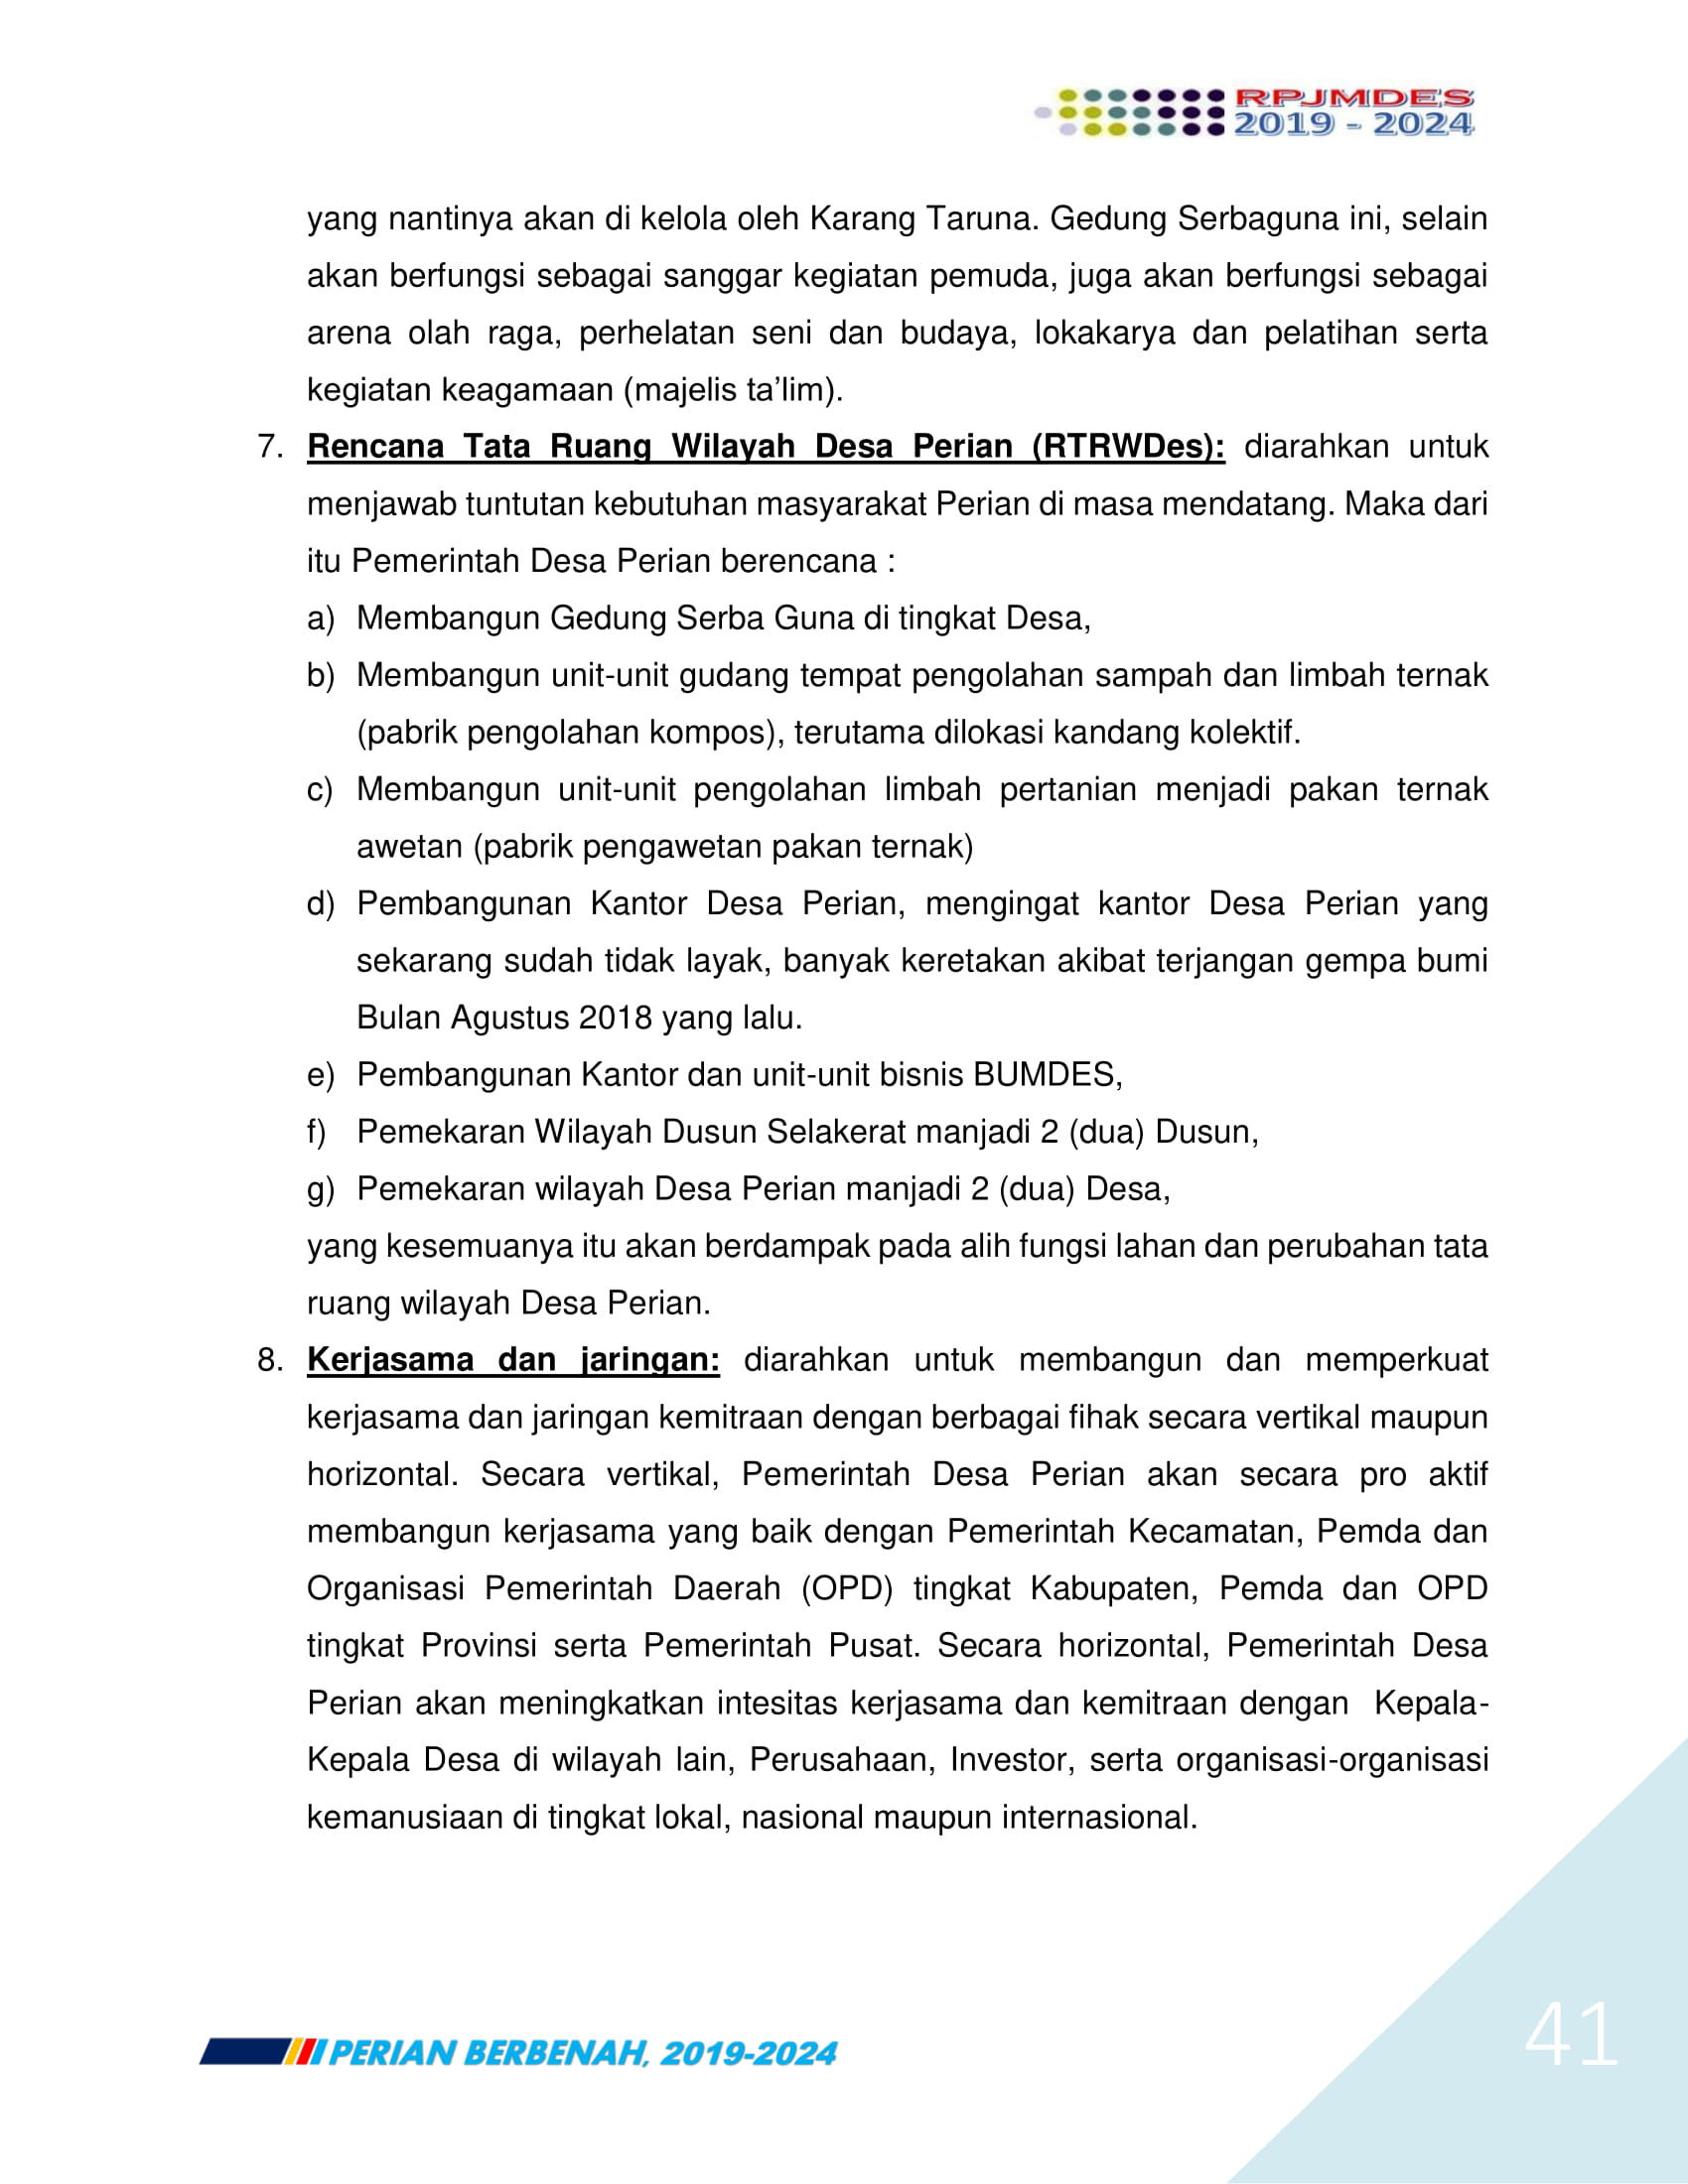 RPJMDES
2019 - 2024
yang nantinya akan di kelola oleh Karang Taruna. Gedung Serbaguna ini, selain
akan berfungsi sebagai sanggar kegiatan pemuda, juga akan berfungsi sebagai
arena olah raga, perhelatan seni dan budaya, lokakarya dan pelatihan serta
kegiatan keagamaan (majelis ta’lim).
7. Rencana Tata Ruang Wilayah Desa Perian (RTRWDes): diarahkan untuk
menjawab tuntutan kebutuhan masyarakat Perian di masa mendatang. Maka dari
itu Pemerintah Desa Perian berencana :
a) Membangun Gedung Serba Guna di tingkat Desa,
b) Membangun unit-unit gudang tempat pengolahan sampah dan limbah ternak
(pabrik pengolahan kompos), terutama dilokasi kandang kolektif.
c) Membangun unit-unit pengolahan limbah pertanian menjadi pakan ternak
awetan (pabrik pengawetan pakan ternak)
d) Pembangunan Kantor Desa Perian, mengingat kantor Desa Perian yang
sekarang sudah tidak layak, banyak keretakan akibat terjangan gempa bumi
Bulan Agustus 2018 yang lalu.
e) Pembangunan Kantor dan unit-unit bisnis BUMDES,
f) Pemekaran Wilayah Dusun Selakerat manjadi 2 (dua) Dusun,
g) Pemekaran wilayah Desa Perian manjadi 2 (dua) Desa,
yang kesemuanya itu akan berdampak pada alih fungsi lahan dan perubahan tata
ruang wilayah Desa Perian.
8. Kerjasama dan jaringan: diarahkan untuk membangun dan memperkuat
kerjasama dan jaringan kemitraan dengan berbagai fihak secara vertikal maupun
horizontal. Secara vertikal, Pemerintah Desa Perian akan secara pro aktif
membangun kerjasama yang baik dengan Pemerintah Kecamatan, Pemda dan
Organisasi Pemerintah Daerah (OPD) tingkat Kabupaten, Pemda dan OPD
tingkat Provinsi serta Pemerintah Pusat. Secara horizontal, Pemerintah Desa
Perian akan meningkatkan intesitas kerjasama dan kemitraan dengan Kepala-
Kepala Desa di wilayah lain, Perusahaan, Investor, serta organisasi-organisasi
kemanusiaan di tingkat lokal, nasional maupun internasional.
PERIAN BERBENAH, 2019-2024
41